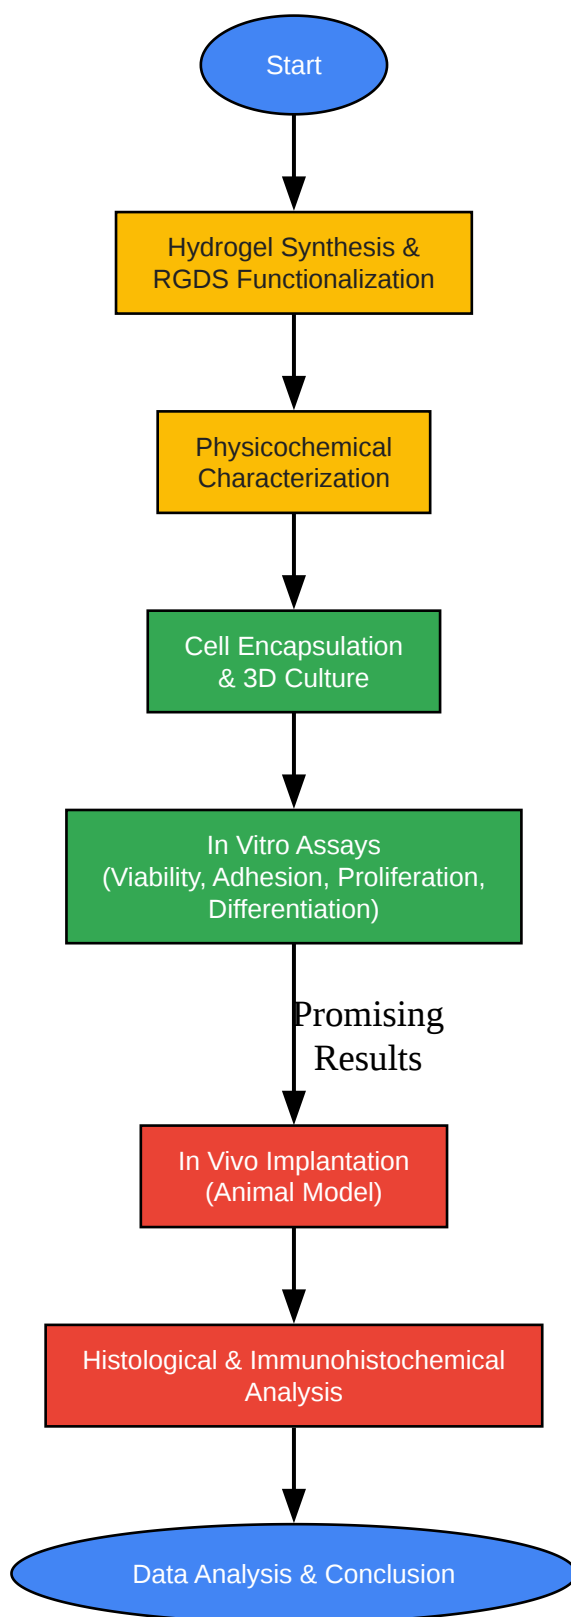 Start
Hydrogel Synthesis &
RGDS Functionalization
Physicochemical
Characterization
Cell Encapsulation
& 3D Culture
In Vitro Assays
(Viability, Adhesion, Proliferation,
Differentiation)
Promising
Results
In Vivo Implantation
(Animal Model)
Histological & Immunohistochemical
Analysis
Data Analysis & Conclusion